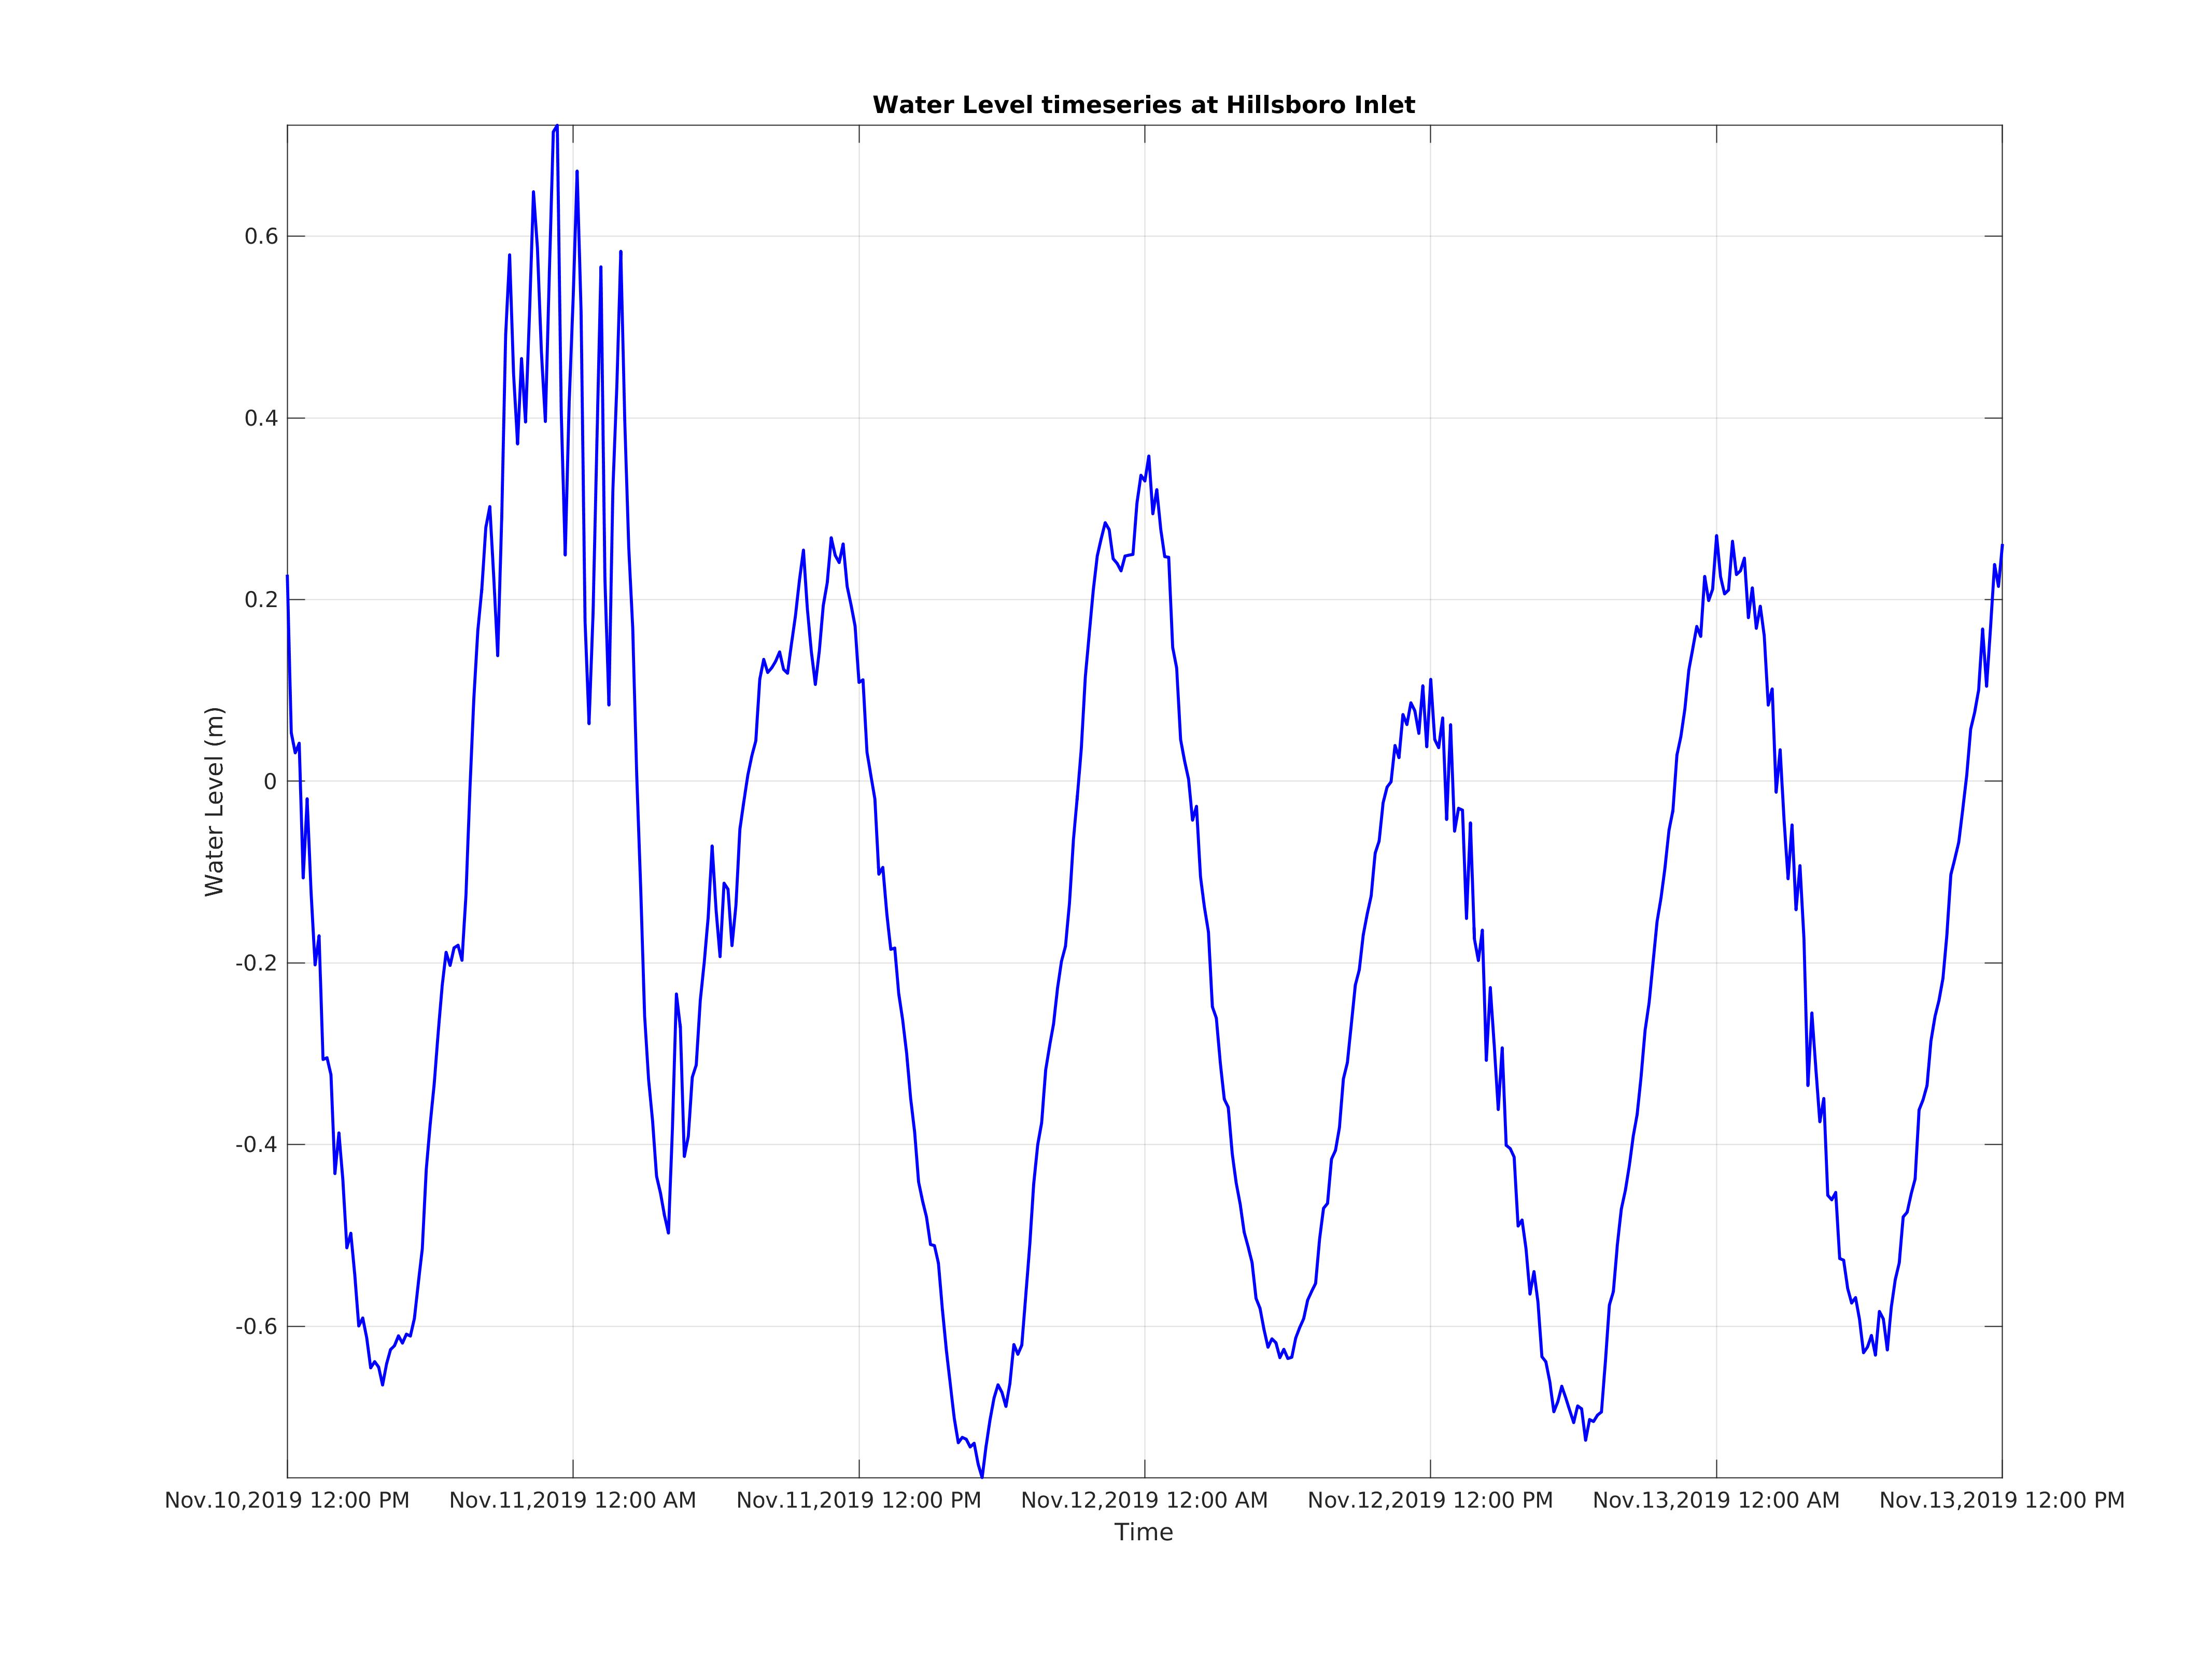 Water Level timeseries at Hillsboro Inlet
0.6
0.4
0.2
0
-0.2
-0.4
-0.6
Water Level (m)
Nov.10,2019 12:00 PM
Nov.11,2019 12:00 AM
Nov.11,2019 12:00 PM
Nov.12,2019 12:00 AM
Nov.12,2019 12:00 PM
Nov.13,2019 12:00 AM
Nov.13,2019 12:00 PM
Time